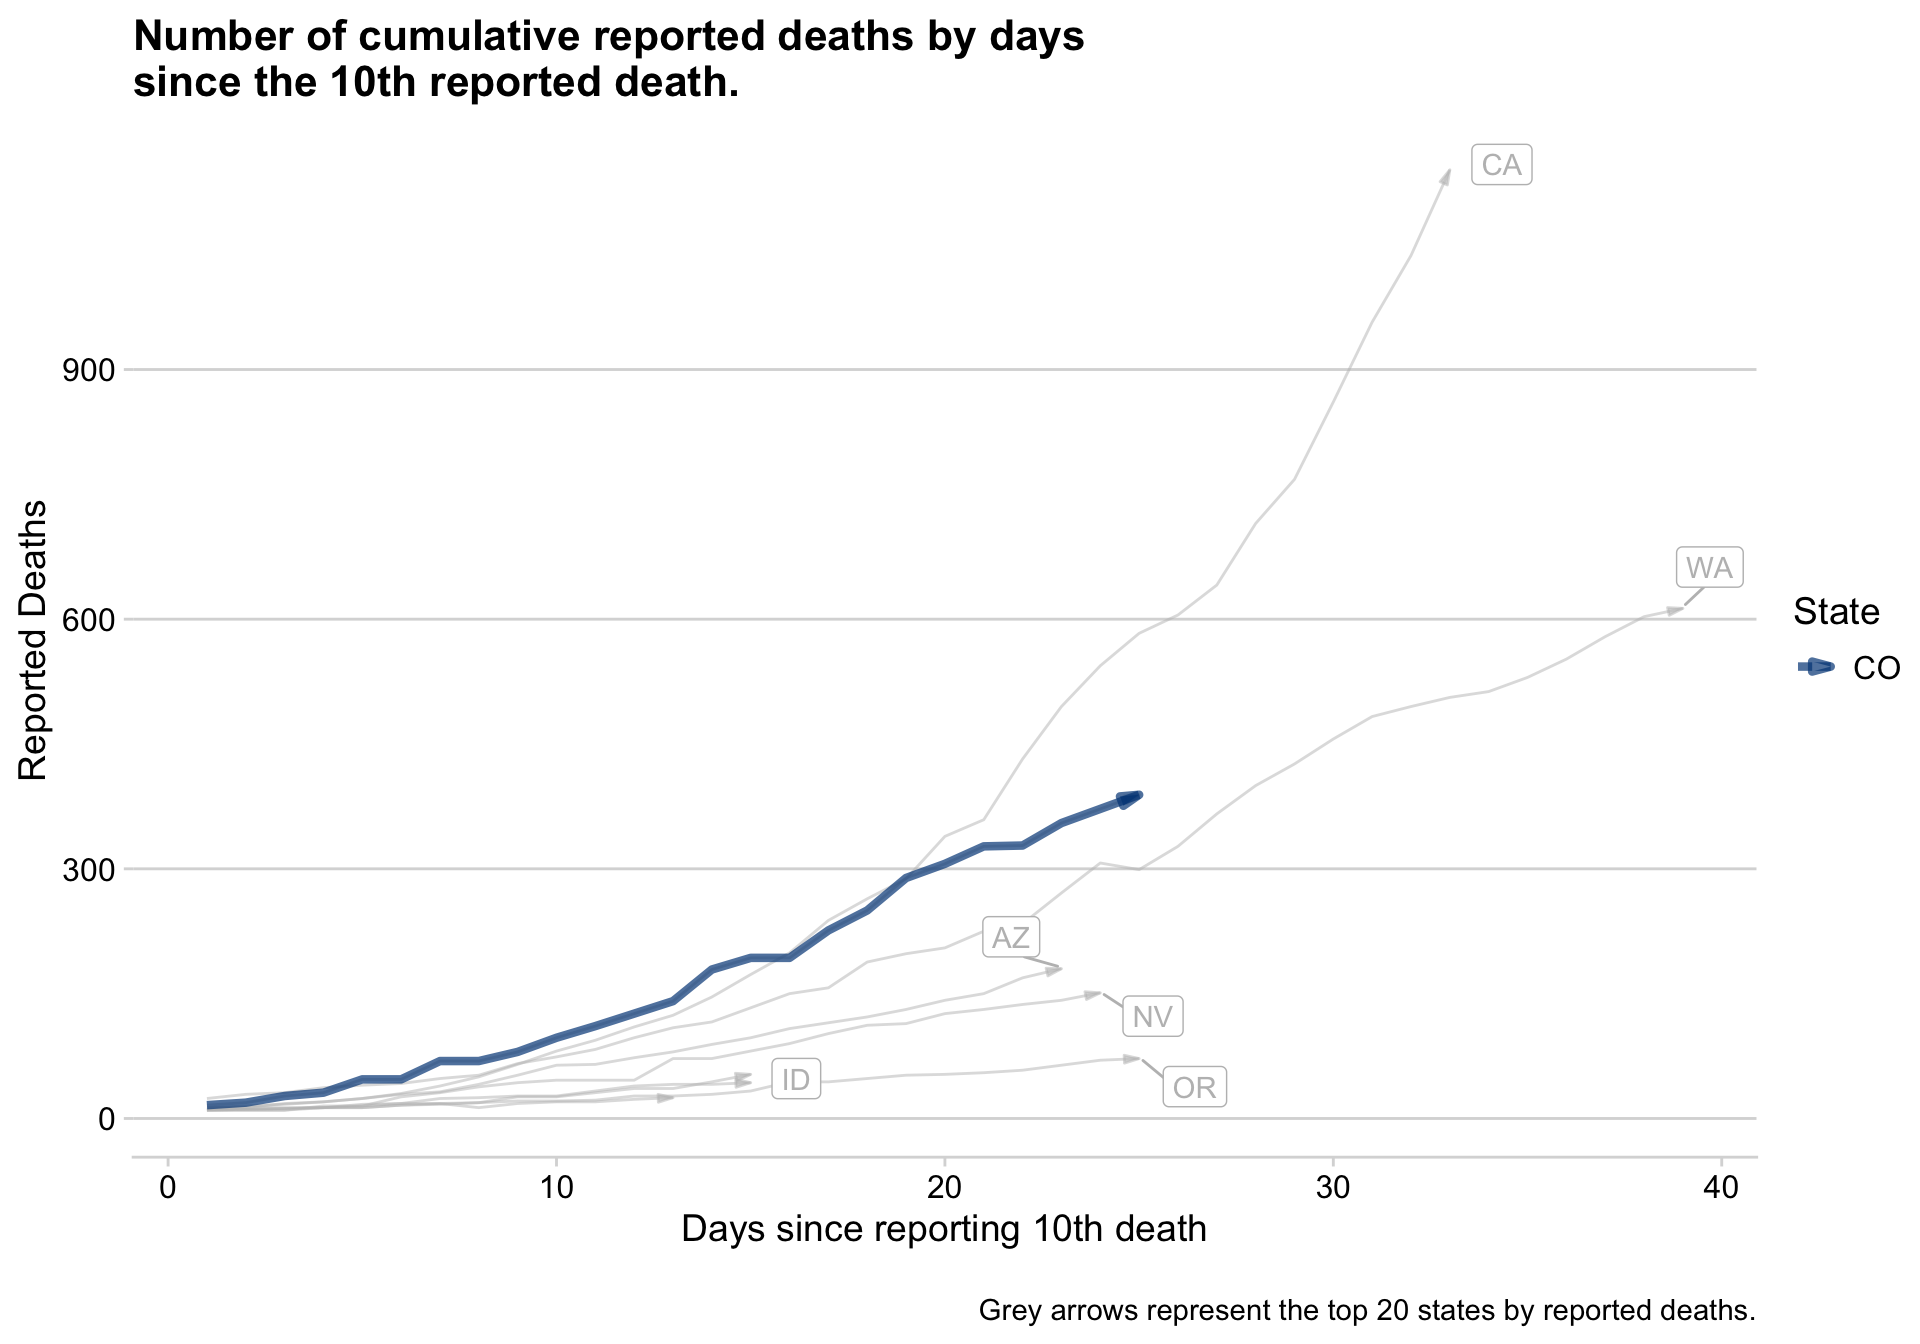 Number of cumulative reported deaths by days
since the 10th reported death.
CA
900
WA
Reported Deaths
600
State
CO
300
AZ
NV
ID
OR
0
0 10 20 30 40
Days since reporting 10th death
Grey arrows represent the top 20 states by reported deaths.